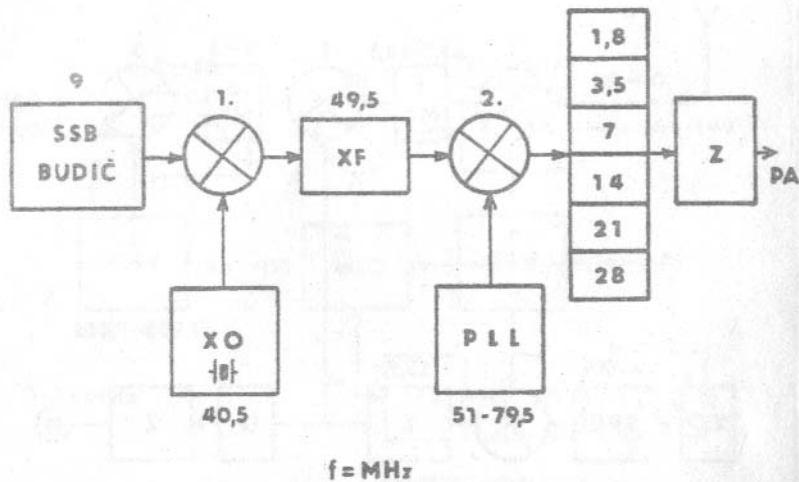 9
SSB
BUDIČ
1.
49,5
XF
2.
1,8
3,5
7
14
21
28
Z
PA
XO
40,5
PLL
51-79,5
f = MHz